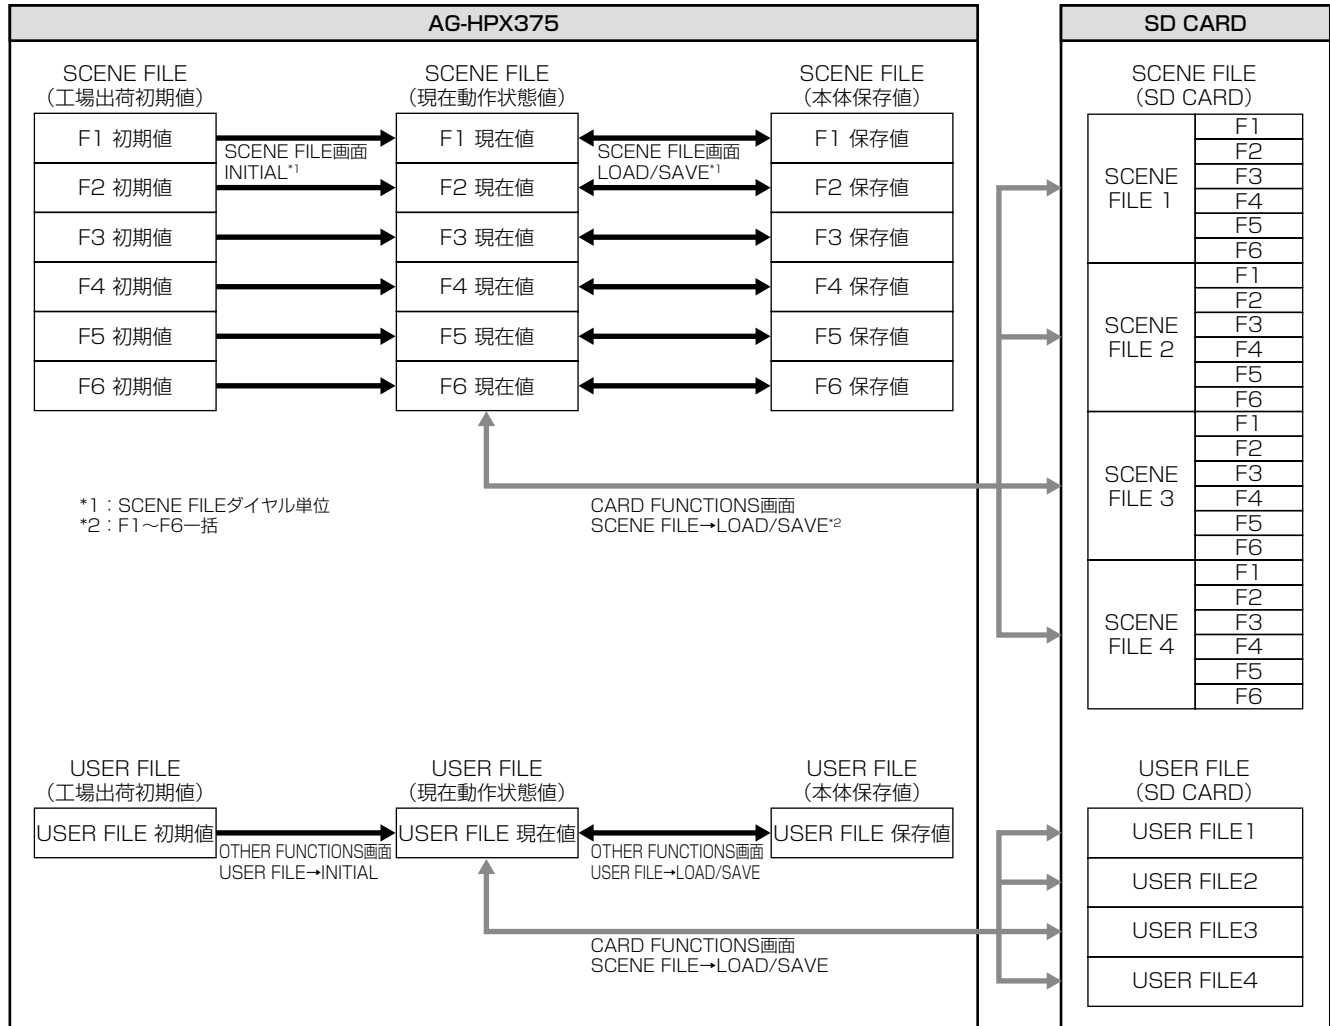 AG-HPX375
SD CARD
SCENE FILE
（工場出荷初期値）
SCENE FILE
（現在動作状態値）
SCENE FILE
（本体保存値）
SCENE FILE
（SD CARD）
F1 初期値
F2 初期値
F3 初期値
F4 初期値
F5 初期値
F6 初期値
SCENE FILE画面
INITIAL*1
F1 現在値
F2 現在値
F3 現在値
F4 現在値
F5 現在値
F6 現在値
SCENE FILE画面
LOAD/SAVE*1
F1 保存値
F2 保存値
F3 保存値
F4 保存値
F5 保存値
F6 保存値
SCENE
FILE 1
F1
F2
F3
F4
F5
F6
SCENE
FILE 2
F1
F2
F3
F4
F5
F6
SCENE
FILE 3
F1
F2
F3
F4
F5
F6
SCENE
FILE 4
F1
F2
F3
F4
F5
F6
*1：SCENE FILEダイヤル単位
*2：F1～F6一括
CARD FUNCTIONS画面
SCENE FILE→LOAD/SAVE*2
USER FILE
（工場出荷初期値）
USER FILE
（現在動作状態値）
USER FILE
（本体保存値）
USER FILE
（SD CARD）
USER FILE 初期値
OTHER FUNCTIONS画面
USER FILE→INITIAL
USER FILE 現在値
OTHER FUNCTIONS画面
USER FILE→LOAD/SAVE
USER FILE 保存値
USER FILE1
USER FILE2
USER FILE3
USER FILE4
CARD FUNCTIONS画面
SCENE FILE→LOAD/SAVE